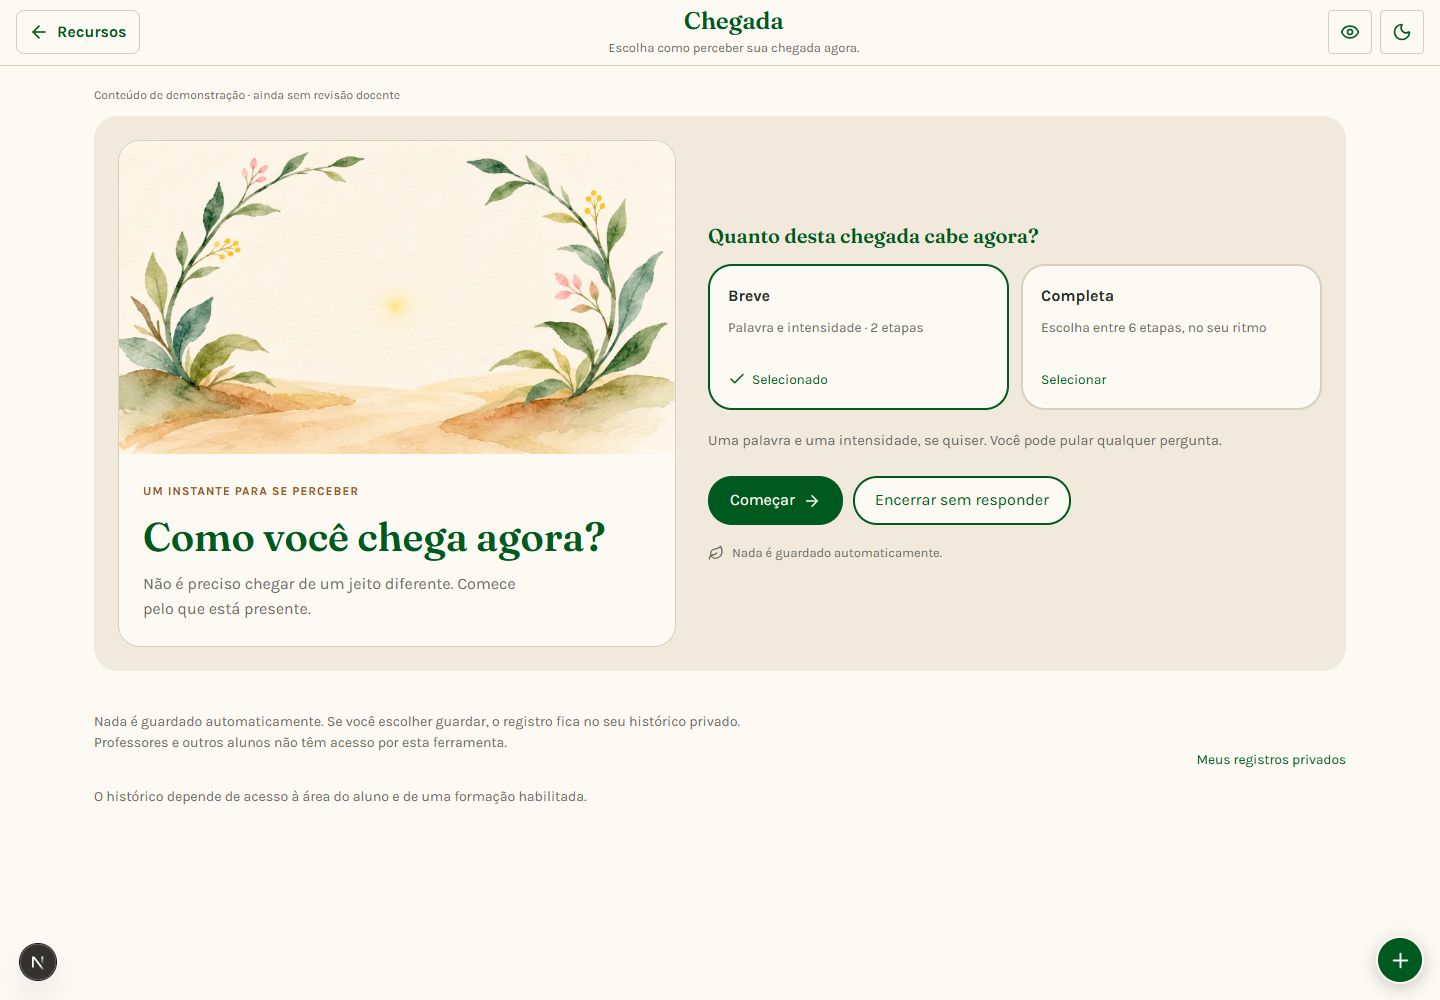 Recursos
Chegada
Escolha como perceber sua chegada agora.
Conteúdo de demonstração · ainda sem revisão docente
UM INSTANTE PARA SE PERCEBER
Como você chega agora?
Não é preciso chegar de um jeito diferente. Comece
pelo que está presente.
Quanto desta chegada cabe agora?
Breve
Palavra e intensidade · 2 etapas
Selecionado
Completa
Escolha entre 6 etapas, no seu ritmo
Selecionar
Uma palavra e uma intensidade, se quiser. Você pode pular qualquer pergunta.
Começar
Encerrar sem responder
Nada é guardado automaticamente.
Nada é guardado automaticamente. Se você escolher guardar, o registro fica no seu histórico privado.
Professores e outros alunos não têm acesso por esta ferramenta.
Meus registros privados
O histórico depende de acesso à área do aluno e de uma formação habilitada.
N